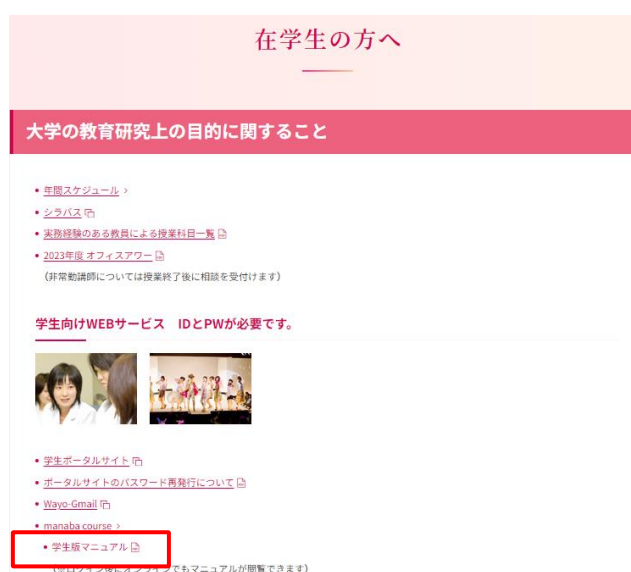 在学生の方へ
大学の教育研究上の目的に関すること
年間スケジュール
シラバス
実務経験のある教員による授業科目一覧
2023年度 オフィスアワー
（非常勤講師については授業終了後に相談を受付けます）
学生向けWEBサービス　IDとPWが必要です。
学生ポータルサイト
ポータルサイトのパスワード再発行について
Wayo-Gmail
manaba course
学生版マニュアル
（※ログイン後にオンラインでもマニュアルが閲覧できます）